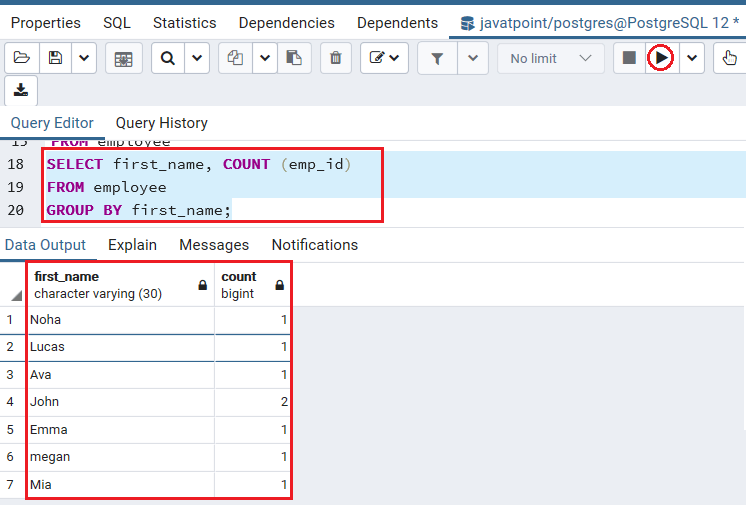 Properties SQL Statistics Dependencies Dependents javatpoint/postgres@PostgreSQL 12 *
No limit
Query Editor Query History
FROM employee
18 SELECT first_name, COUNT (emp_id)
19 FROM employee
20 GROUP BY first_name;
Data Output Explain Messages Notifications
first_name count
character varying (30) bigint
1 Noha 1
2 Lucas 1
3 Ava 1
4 John 2
5 Emma 1
6 megan 1
7 Mia 1